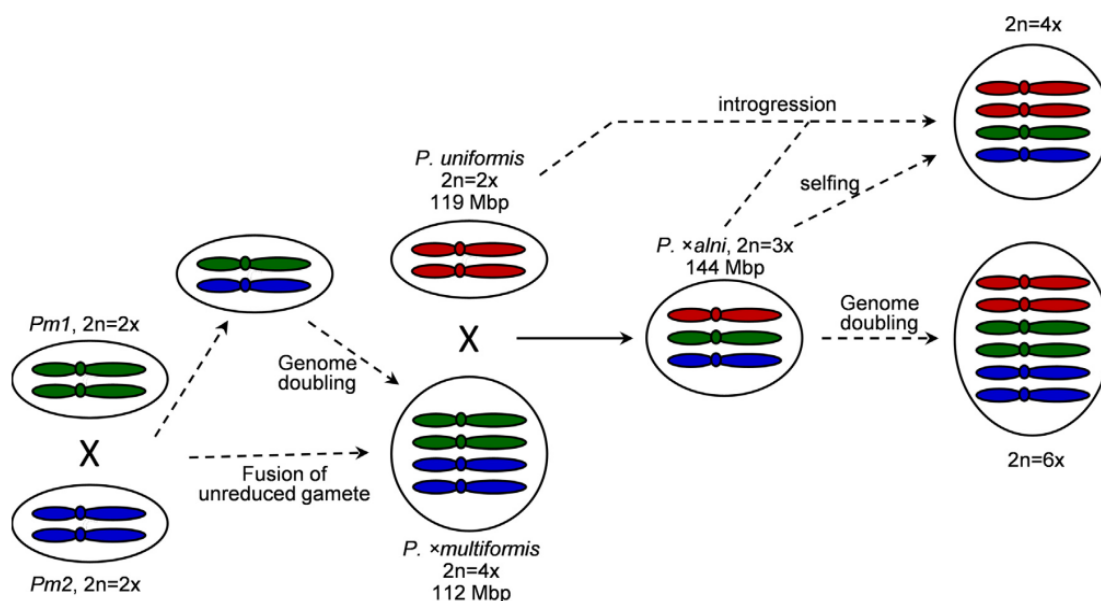 2n=4x
introgression
P. uniformis
2n=2x
119 Mbp
selfing
P. ×alni, 2n=3x
144 Mbp
Genome
doubling
Pm1, 2n=2x
X
Genome
doubling
X
Fusion of
unreduced gamete
2n=6x
P. ×multiformis
2n=4x
112 Mbp
Pm2, 2n=2x